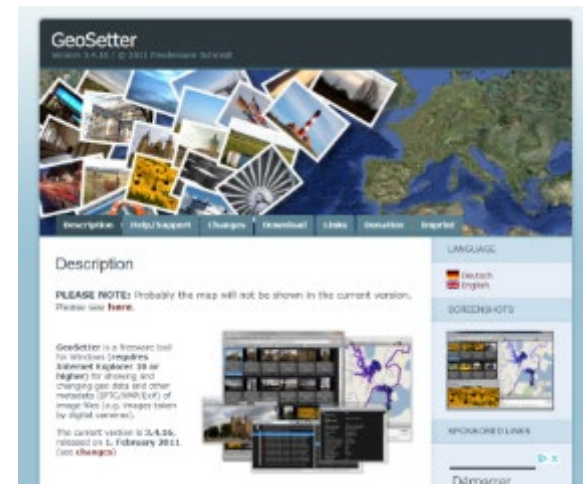 GeoSetter
Version 3.4.16 / © 2011 Friedemann Schmidt
Description
Help/Support
Changes
Download
Links
Donation
Imprint
LANGUAGE
Deutsch
English
SCREENSHOTS
SPONSORED LINKS
Démarrer
Description
PLEASE NOTE: Probably the map will not be shown in the current version.
Please see here.
GeoSetter is a freeware tool
for Windows (requires
Internet Explorer 10 or
higher) for showing and
changing geo data and other
metadata (IPTC/XMP/Exif) of
image files (e.g. images taken
by digital cameras).
The current version is 3.4.16,
released on 1. February 2011
(see changes)